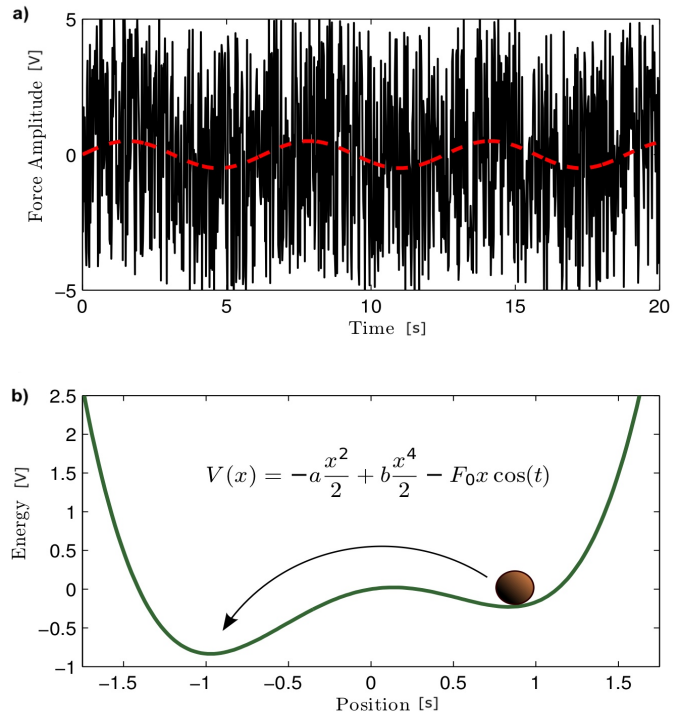 a)
Force Amplitude [V]
5
0
−5
0 5 10 15 20
Time [s]
b)
Energy [V]
2.5
2
1.5
1
0.5
0
−0.5
−1
V(x) = −a x²/2 + b x⁴/2 − F₀x cos(t)
−1.5 −1 −0.5 0 0.5 1 1.5
Position [s]